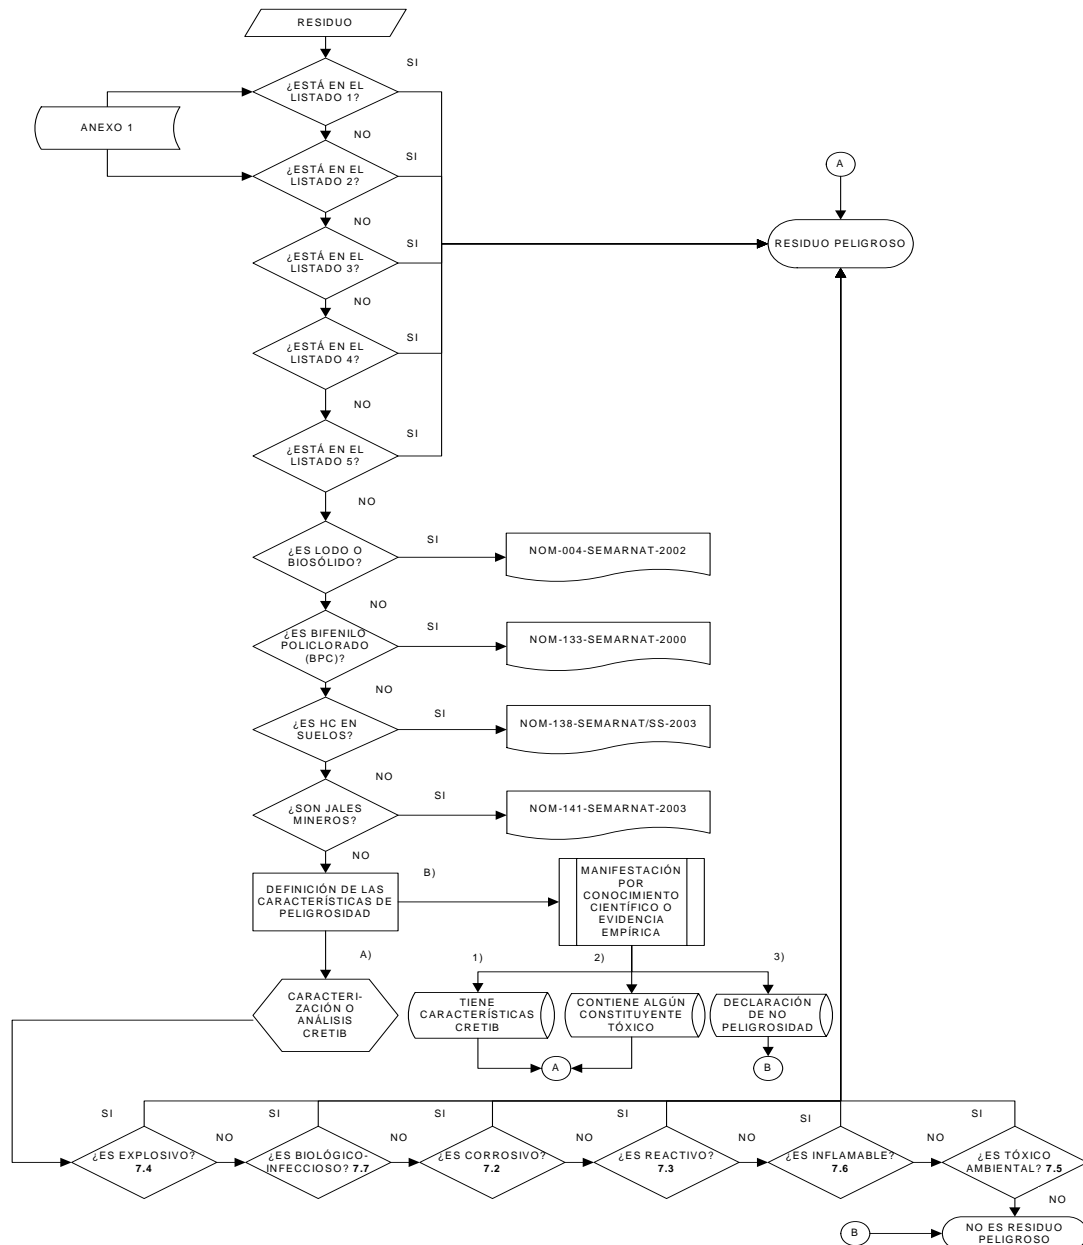 RESIDUO
SI
¿ESTÁ EN EL
LISTADO 1?
ANEXO 1
NO
SI
¿ESTÁ EN EL
LISTADO 2?
A
NO
SI
RESIDUO PELIGROSO
¿ESTÁ EN EL
LISTADO 3?
NO
SI
¿ESTÁ EN EL
LISTADO 4?
NO
SI
¿ESTÁ EN EL
LISTADO 5?
NO
SI
¿ES LODO O
BIOSÓLIDO?
NOM-004-SEMARNAT-2002
NO
SI
¿ES BIFENILO
POLICLORADO
(BPC)?
NOM-133-SEMARNAT-2000
NO
SI
¿ES HC EN
SUELOS?
NOM-138-SEMARNAT/SS-2003
NO
SI
¿SON JALES
MINEROS?
NOM-141-SEMARNAT-2003
NO
DEFINICIÓN DE LAS
CARACTERÍSTICAS DE
PELIGROSIDAD
B)
MANIFESTACIÓN
POR
CONOCIMIENTO
CIENTÍFICO O
EVIDENCIA
EMPÍRICA
A)
1)
2)
3)
CARACTERI-
ZACIÓN O
ANÁLISIS
CRETIB
TIENE
CARACTERÍSTICAS
CRETIB
CONTIENE ALGÚN
CONSTITUYENTE
TÓXICO
DECLARACIÓN
DE NO
PELIGROSIDAD
A
B
SI
¿ES EXPLOSIVO?
7.4
NO
SI
¿ES BIOLÓGICO-
INFECCIOSO? 7.7
NO
SI
¿ES CORROSIVO?
7.2
NO
SI
¿ES REACTIVO?
7.3
NO
SI
¿ES INFLAMABLE?
7.6
NO
SI
¿ES TÓXICO
AMBIENTAL? 7.5
NO
B
NO ES RESIDUO
PELIGROSO